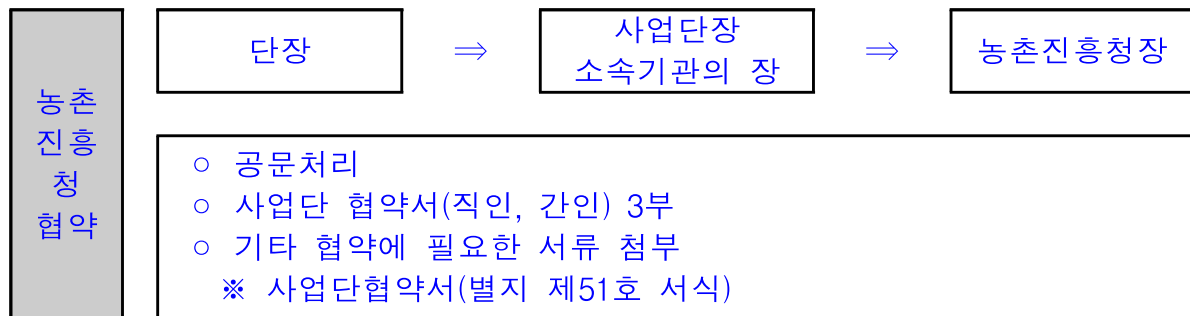 농촌
진흥
청
협약
단장 ⇒ 사업단장 소속기관의 장 ⇒ 농촌진흥청장
○ 공문처리
○ 사업단 협약서(직인, 간인) 3부
○ 기타 협약에 필요한 서류 첨부
※ 사업단협약서(별지 제51호 서식)